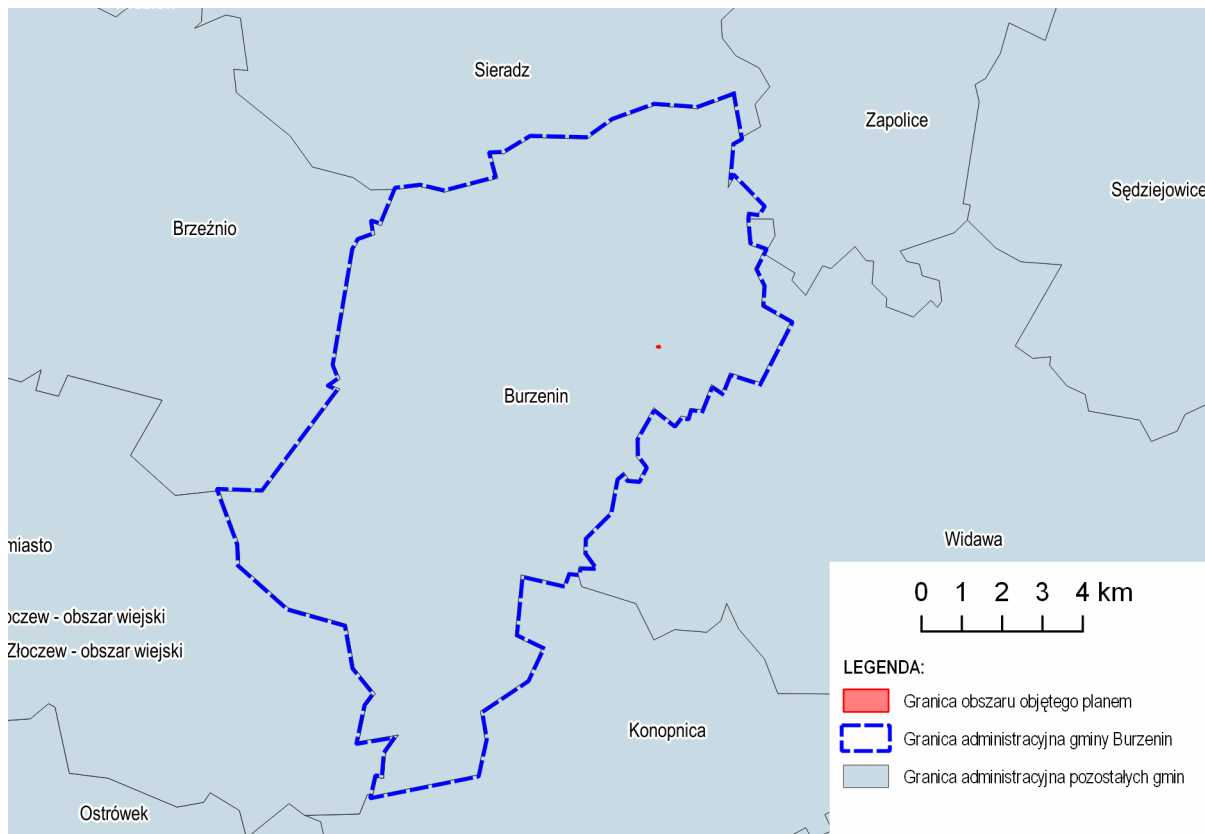 Sieradz
Zapolice
Sędziejowice
Brzeźnio
Burzenin
Widawa
miasto
oczew - obszar wiejski
Złoczew - obszar wiejski
Konopnica
Ostrówek
0 1 2 3 4 km
LEGENDA:
Granica obszaru objętego planem
Granica administracyjna gminy Burzenin
Granica administracyjna pozostałych gmin